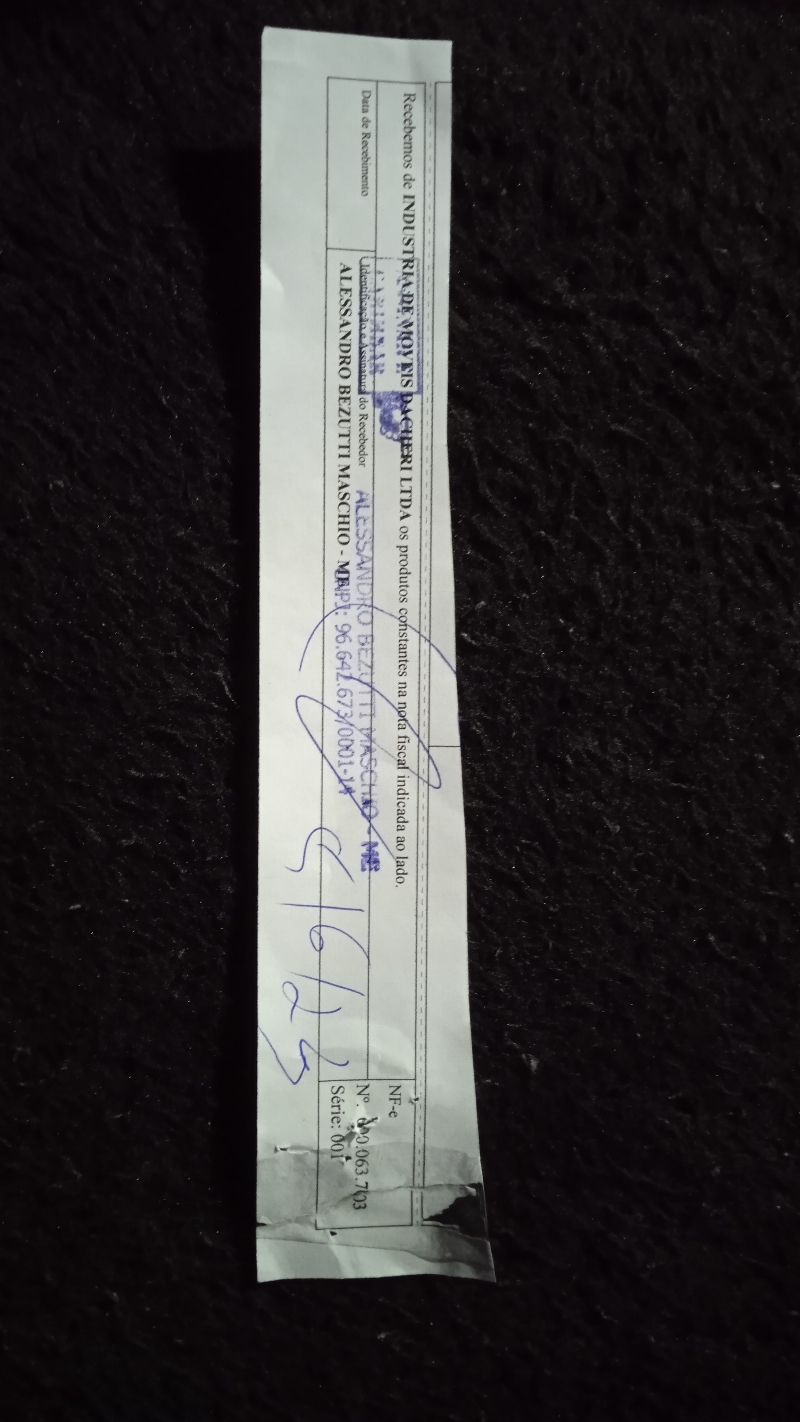 Recebemos de INDUSTRIA DE MOVEIS DACHERI LTDA os produtos constantes na nota fiscal indicada ao lado.
Data de Recebimento
Identificação e Assinatura do Recebedor
ALESSANDRO BEZUTTI MASCHIO - ME
ALESSANDRO BEZUTTI MASCHIO - ME
CNPJ: 96.642.673/0001-14
NF-e
Nº. 000.063.703
Série: 001